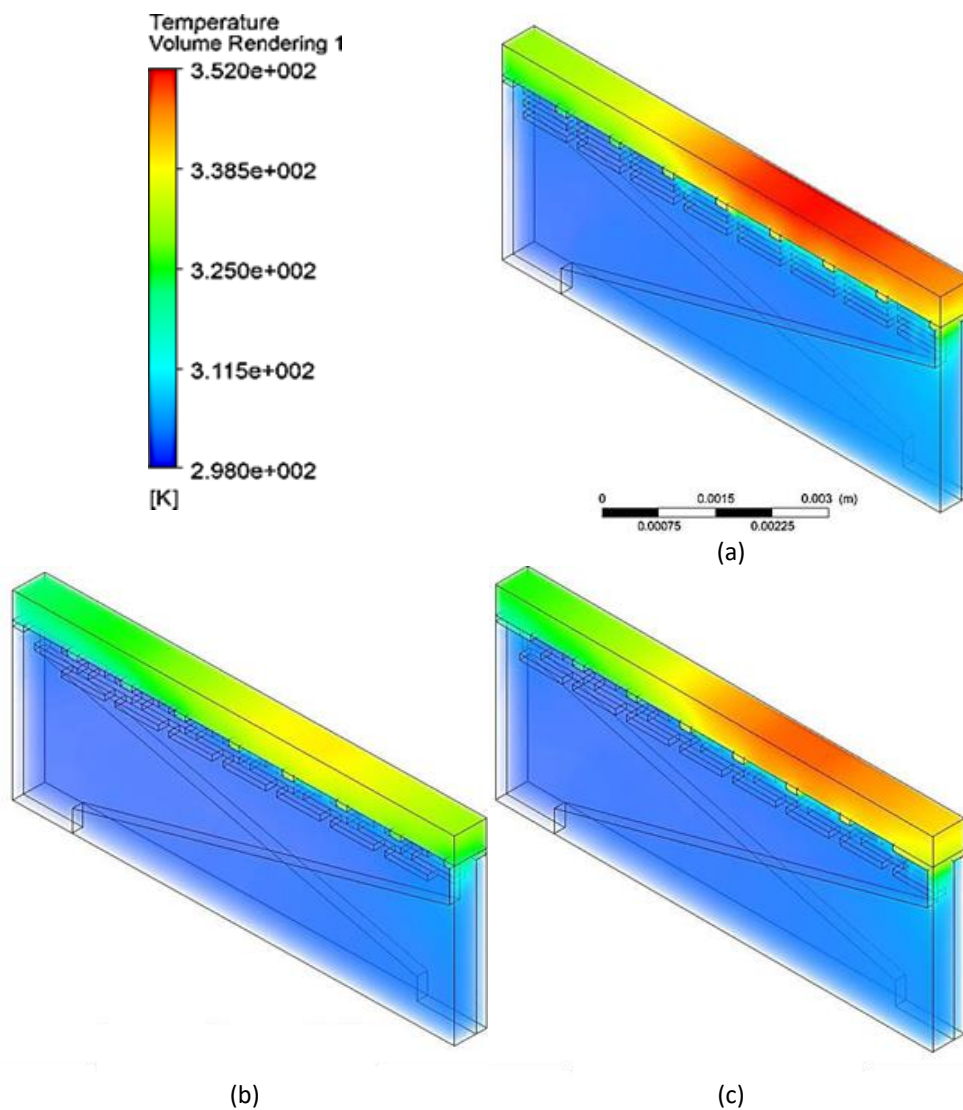 Temperature
Volume Rendering 1
3.520e+002
3.385e+002
3.250e+002
3.115e+002
2.980e+002
[K]
0 0.0015 0.003 (m)
0.00075 0.00225
(a)
(b) (c)